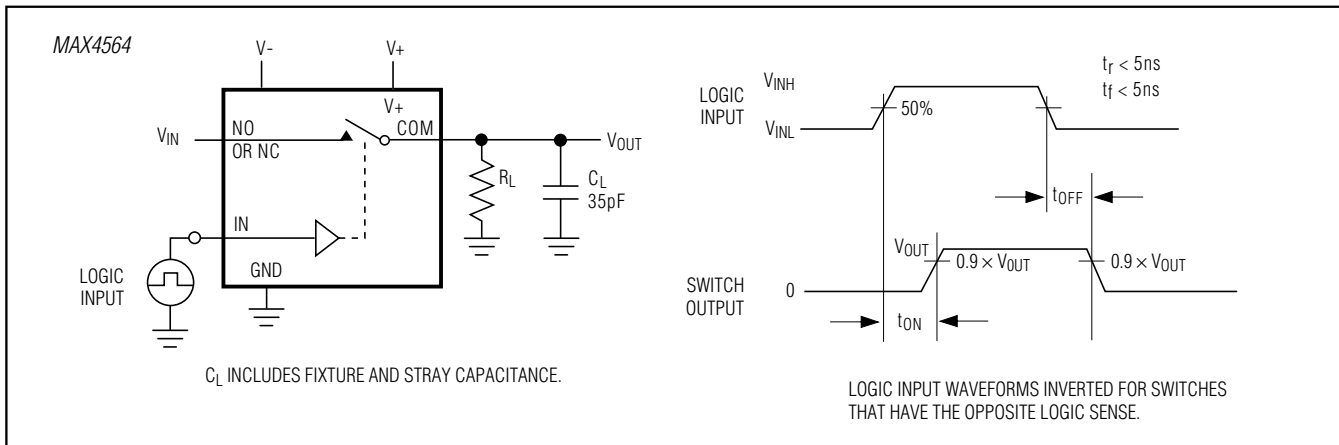 MAX4564
V-
V+
V+
VIN
NO
OR NC
COM
VOUT
RL
CL
35pF
IN
GND
LOGIC
INPUT
CL INCLUDES FIXTURE AND STRAY CAPACITANCE.
LOGIC
INPUT
VINH
VINL
50%
tr < 5ns
tf < 5ns
tOFF
SWITCH
OUTPUT
VOUT
0
0.9 × VOUT
0.9 × VOUT
tON
LOGIC INPUT WAVEFORMS INVERTED FOR SWITCHES
THAT HAVE THE OPPOSITE LOGIC SENSE.